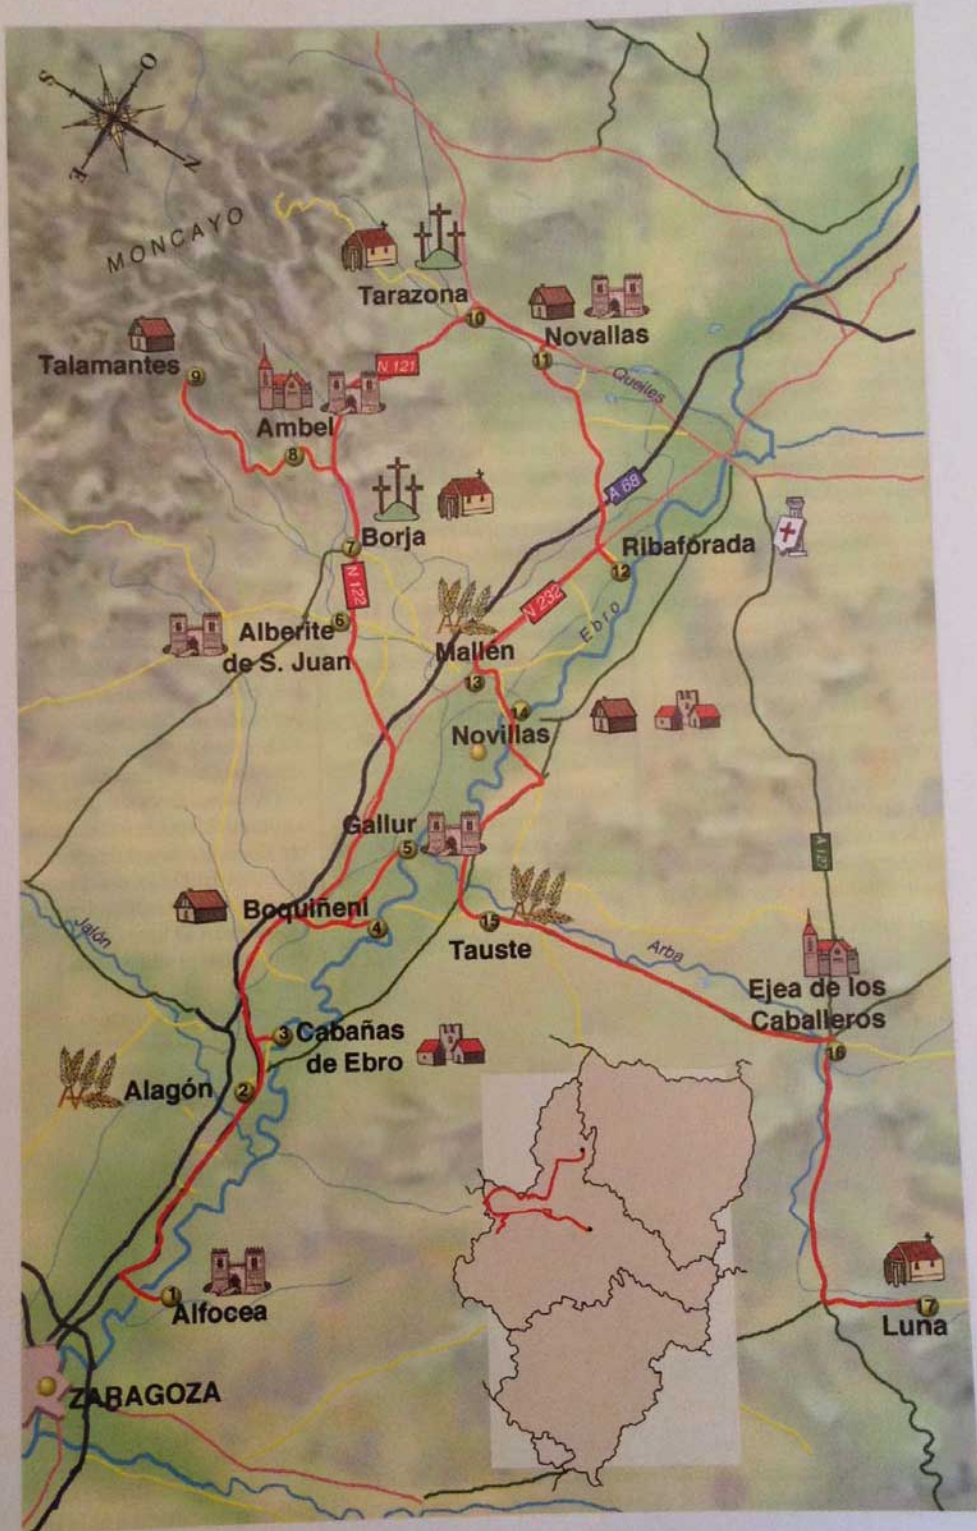 S
O
N
E
MONCAYO
Tarazona
10
Novallas
11
Talamantes
9
N 121
Queiles
Ambel
8
A 68
Borja
7
Ribaforada
12
N 122
N 232
Ebro
Alberite
de S. Juan
6
Mallén
13
14
Novillas
Gallur
5
A 127
Boquiñeni
4
15
Tauste
Jalón
Arba
Ejea de los
Caballeros
16
3
Cabañas
de Ebro
Alagón
2
1
Alfocea
17
Luna
ZARAGOZA